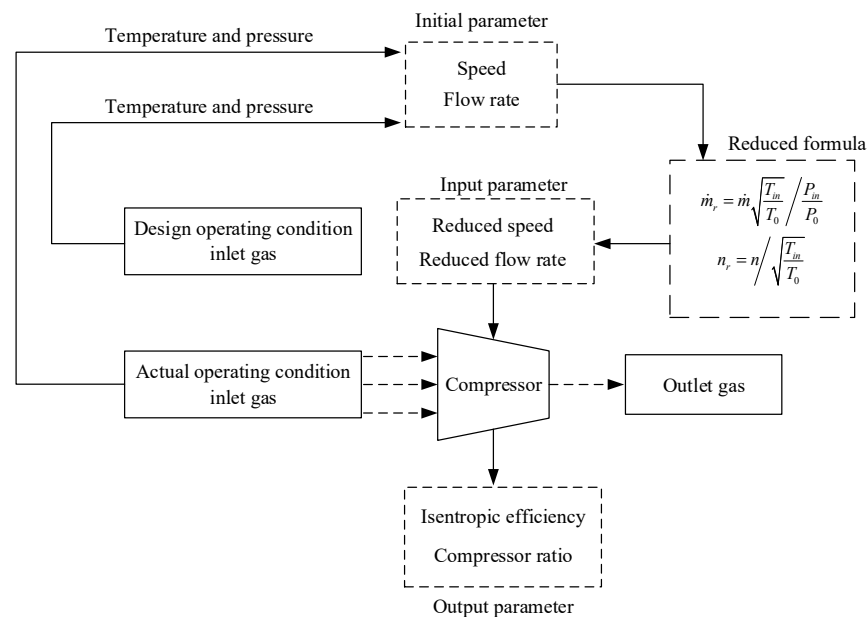 Initial parameter
Temperature and pressure
Speed
Flow rate
Temperature and pressure
Reduced formula
Input parameter
ṁ_r = ṁ√(T_in/T_0) / (P_in/P_0)
n_r = n / √(T_in/T_0)
Reduced speed
Reduced flow rate
Design operating condition
inlet gas
Actual operating condition
inlet gas
Compressor
Outlet gas
Isentropic efficiency
Compressor ratio
Output parameter